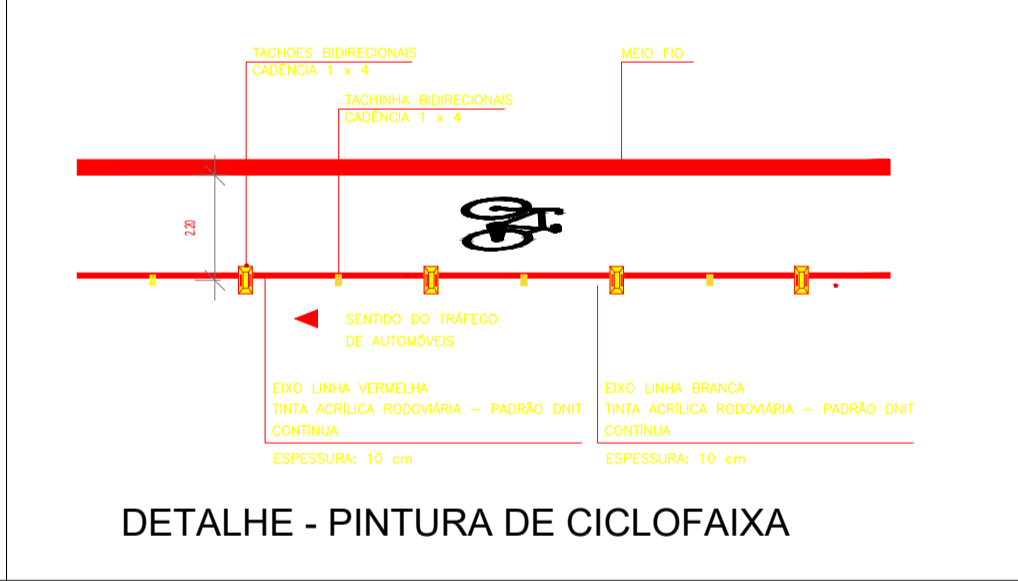 TACHOES BIDIRECIONAIS
CADÊNCIA 1 x 4
MEIO FIO
TACHINHA BIDIRECIONAIS
CADÊNCIA 1 x 4
2.20
SENTIDO DO TRÁFEGO
DE AUTOMÓVEIS
EIXO LINHA VERMELHA
TINTA ACRÍLICA RODOVIÁRIA – PADRÃO DNIT
CONTÍNUA
ESPESSURA: 10 cm
EIXO LINHA BRANCA
TINTA ACRÍLICA RODOVIÁRIA – PADRÃO DNIT
CONTÍNUA
ESPESSURA: 10 cm
DETALHE - PINTURA DE CICLOFAIXA